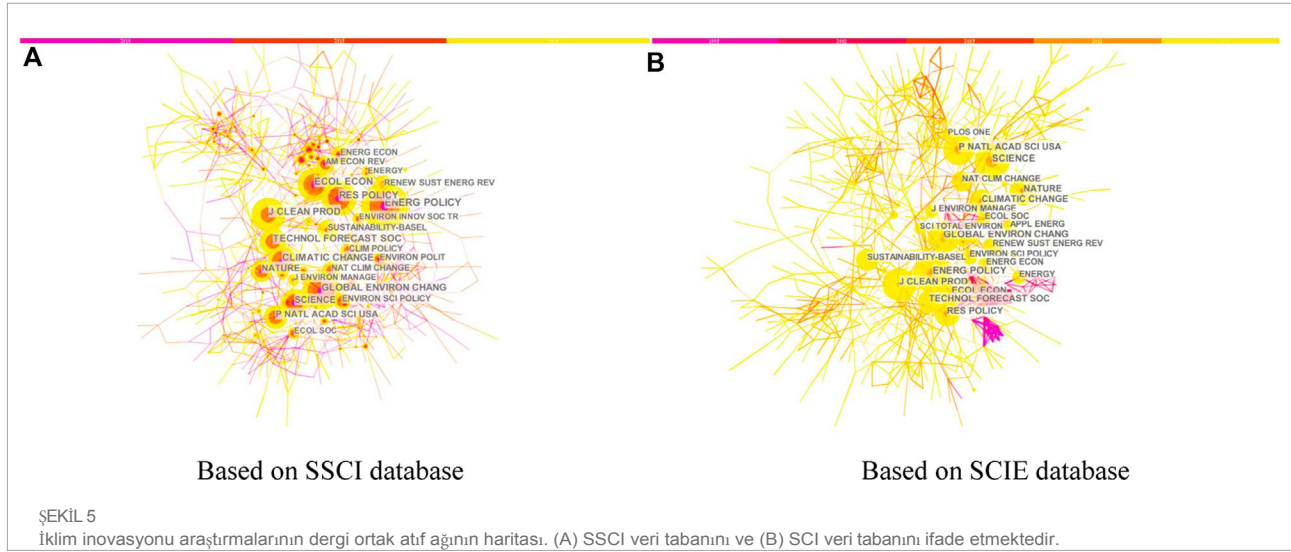 A
B
ENERG ECON
AM ECON REV
ENERGY
ECOL ECON
RENEW SUST ENERG REV
RES POLICY
ENERG POLICY
J CLEAN PROD
ENVIRON INNOV SOC TR
SUSTAINABILITY-BASEL
TECHNOL FORECAST SOC
CLIM POLICY
CLIMATIC CHANGE
ENVIRON POLIT
NATURE
NAT CLIM CHANGE
J ENVIRON MANAGE
GLOBAL ENVIRON CHANG
SCIENCE
ENVIRON SCI POLICY
P NATL ACAD SCI USA
ECOL SOC
PLOS ONE
P NATL ACAD SCI USA
SCIENCE
NAT CLIM CHANGE
NATURE
CLIMATIC CHANGE
J ENVIRON MANAGE
ECOL SOC
SCI TOTAL ENVIRON
APPL ENERG
GLOBAL ENVIRON CHANG
RENEW SUST ENERG REV
SUSTAINABILITY-BASEL
ENVIRON SCI POLICY
ENERG ECON
ENERG POLICY
ENERGY
J CLEAN PROD
ECOL ECON
TECHNOL FORECAST SOC
RES POLICY
Based on SSCI database
Based on SCIE database
ŞEKİL 5
İklim inovasyonu araştırmalarının dergi ortak atıf ağının haritası. (A) SSCI veri tabanını ve (B) SCI veri tabanını ifade etmektedir.